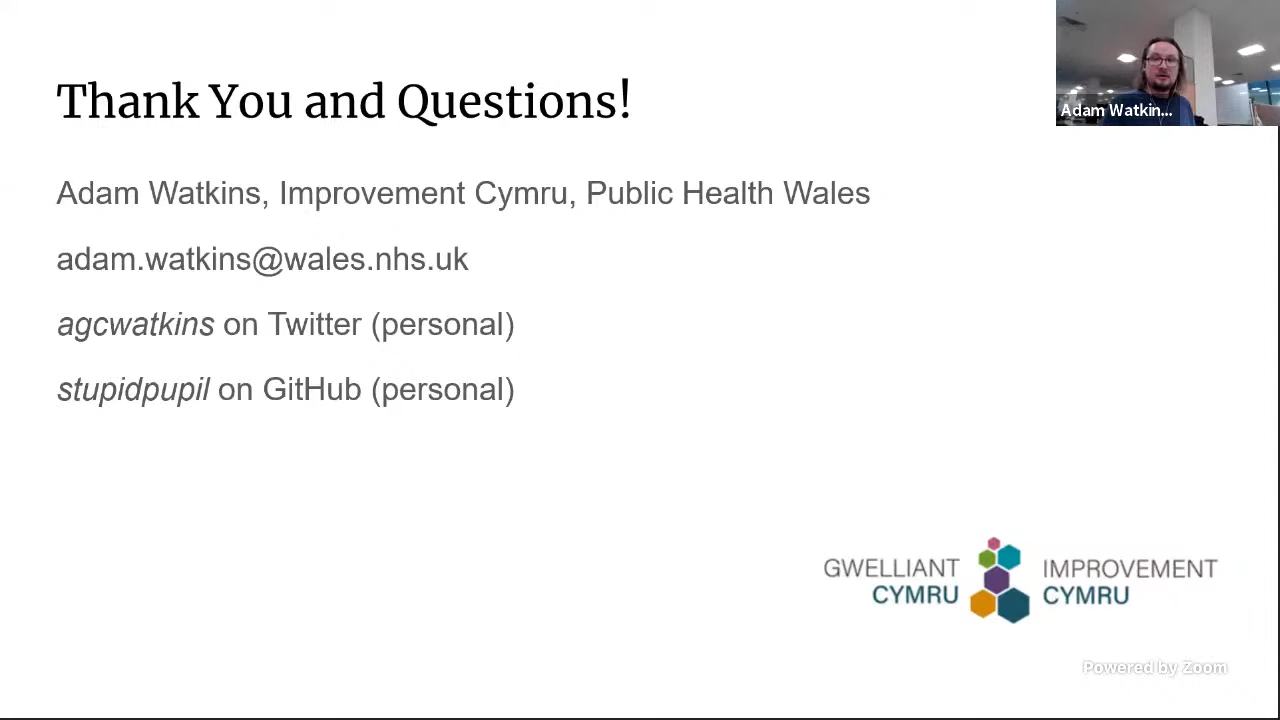 Thank You and Questions!
Adam Watkin...
Adam Watkins, Improvement Cymru, Public Health Wales
adam.watkins@wales.nhs.uk
agcwatkins on Twitter (personal)
stupidpupil on GitHub (personal)
GWELLIANT CYMRU
IMPROVEMENT CYMRU
Powered by Zoom